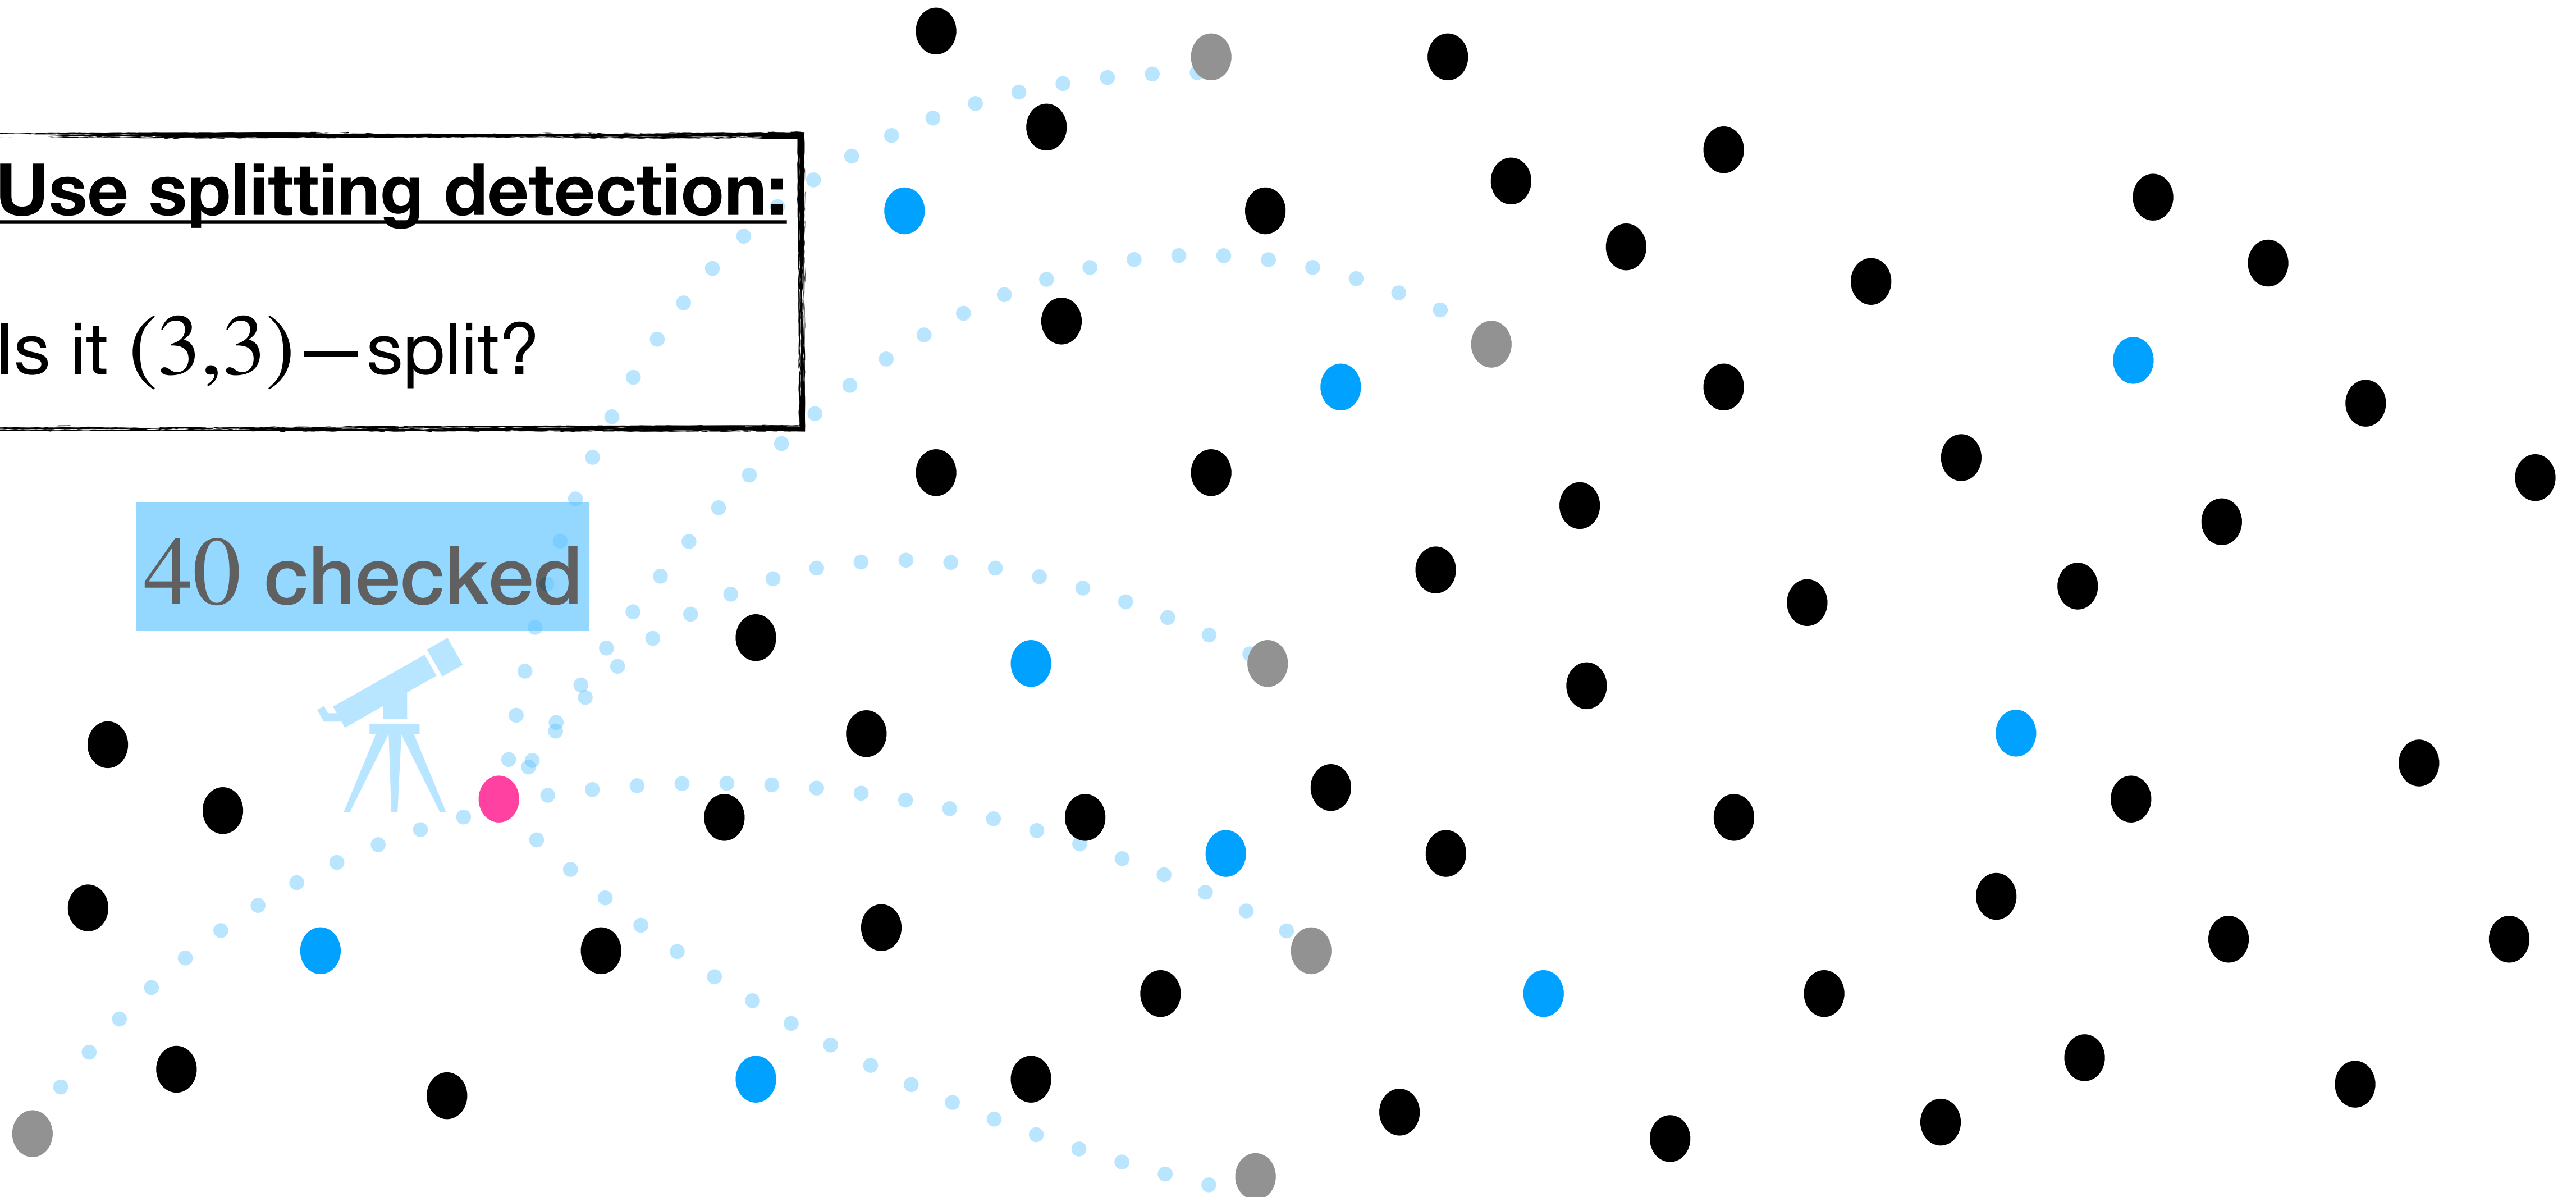 Use splitting detection:
Is it (3,3)—split?
40 checked